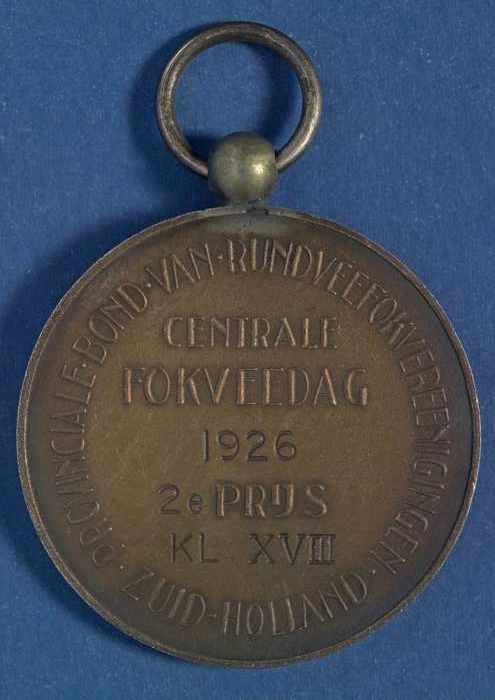 PROVINCIALE·BOND·VAN·RUNDVEEFOKVEREENIGINGEN·ZUID-HOLLAND·
CENTRALE
FOKVEEDAG
1926
2e PRIJS
KL. XVIII